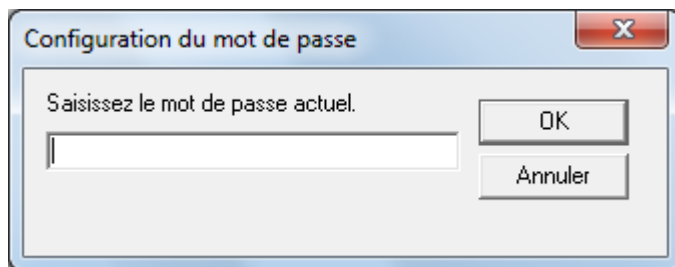 Configuration du mot de passe
Saisissez le mot de passe actuel.
OK
Annuler